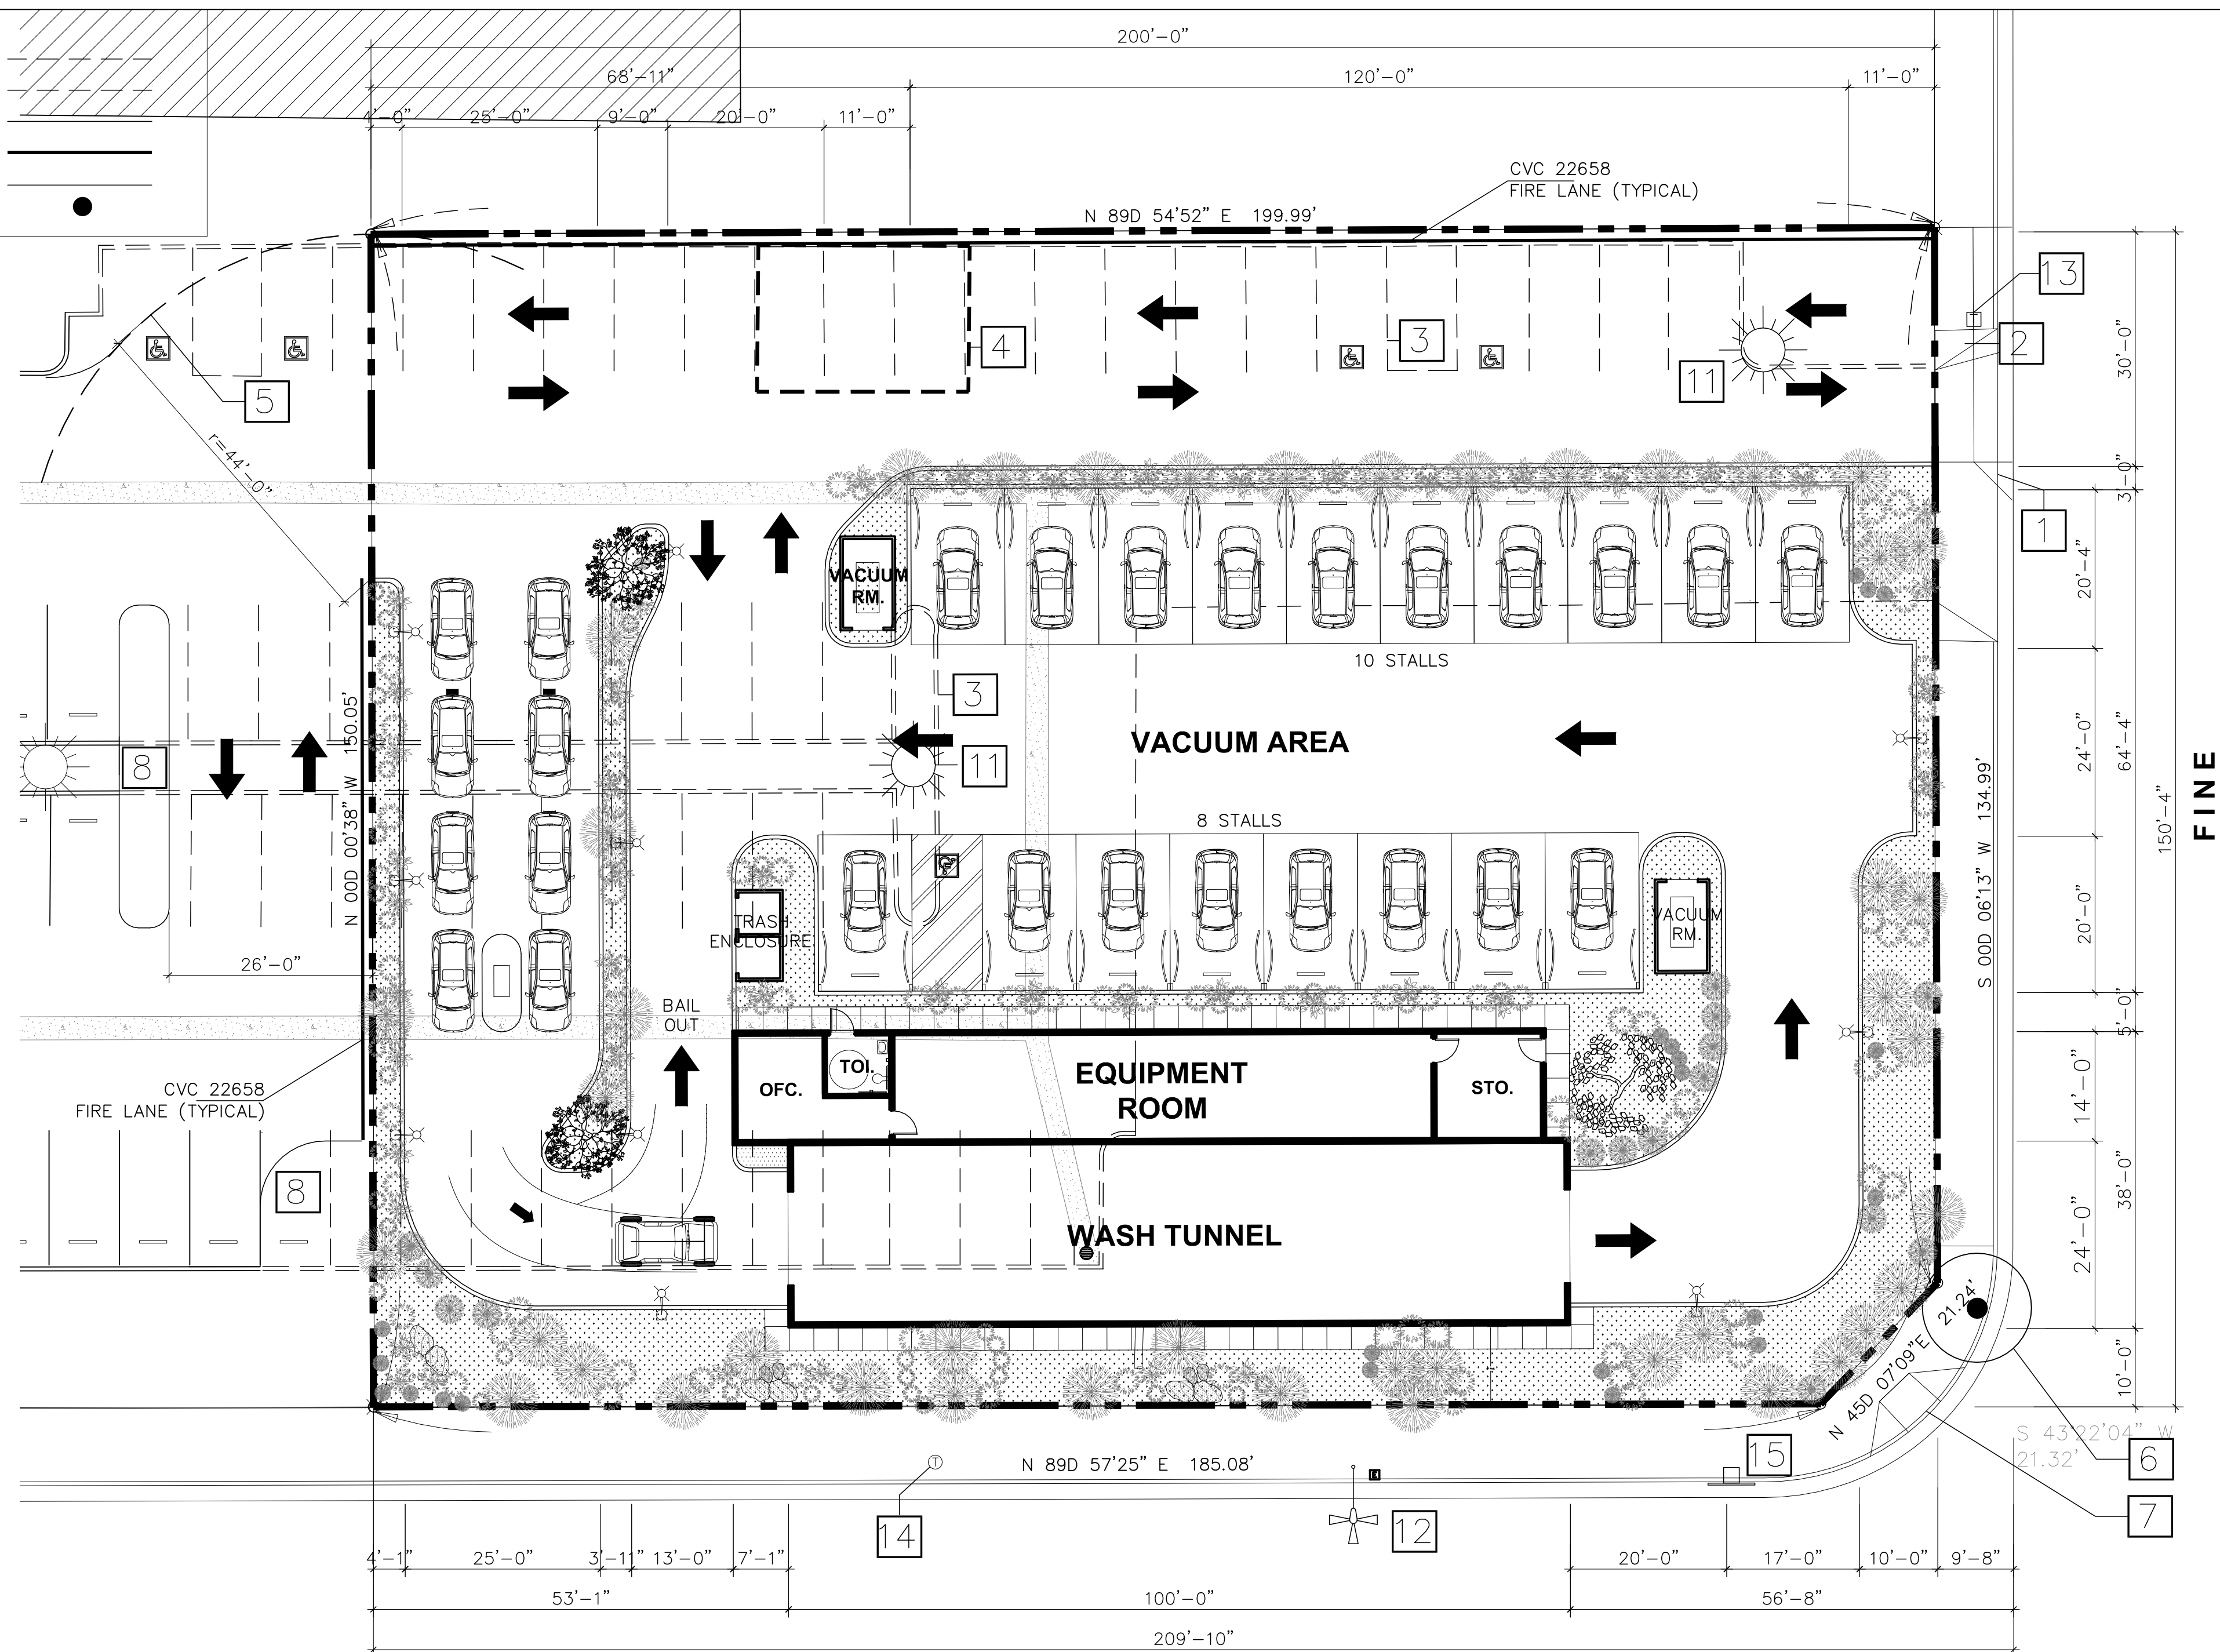 200'-0"
68'-11" 120'-0" 11'-0"
4'-0" 25'-0" 9'-0" 20'-0" 11'-0"
CVC 22658
FIRE LANE (TYPICAL)
N 89D 54'52" E 199.99'
13
2
3
4
11
5
30'-0"
r=44'-0"
3'-0"
1
VACUUM
RM.
20'-4"
10 STALLS
3
N 00D 00'38" W 150.05'
8
11
VACUUM AREA
24'-0"
64'-4"
S 00D 06'13" W 134.99'
150'-4"
FINE
8 STALLS
TRASH
ENCLOSURE
VACUUM
RM.
20'-0"
26'-0"
BAIL
OUT
5'-0"
CVC 22658
FIRE LANE (TYPICAL)
OFC.
TOI.
EQUIPMENT
ROOM
STO.
14'-0"
8
WASH TUNNEL
38'-0"
24'-0"
21.24'
N 45D 07'09"E
10'-0"
S 43'22'04" W
21.32'
6
7
T
T
N 89D 57'25" E 185.08'
15
14
12
4'-1" 25'-0" 3'-11" 13'-0" 7'-1" 20'-0" 17'-0" 10'-0" 9'-8"
53'-1" 100'-0" 56'-8"
209'-10"